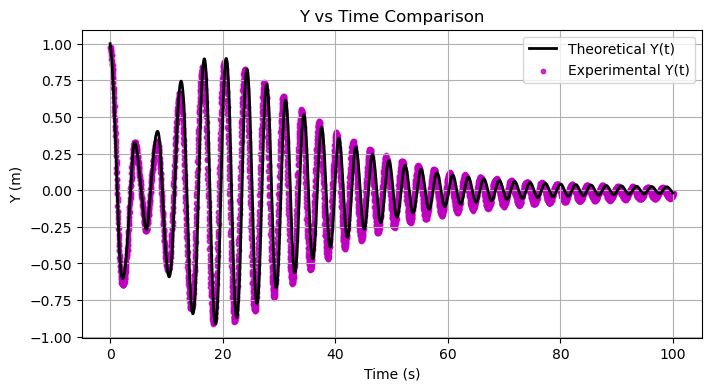 Y vs Time Comparison
1.00
0.75
0.50
0.25
0.00
−0.25
−0.50
−0.75
−1.00
Y (m)
Theoretical Y(t)
Experimental Y(t)
0 20 40 60 80 100
Time (s)